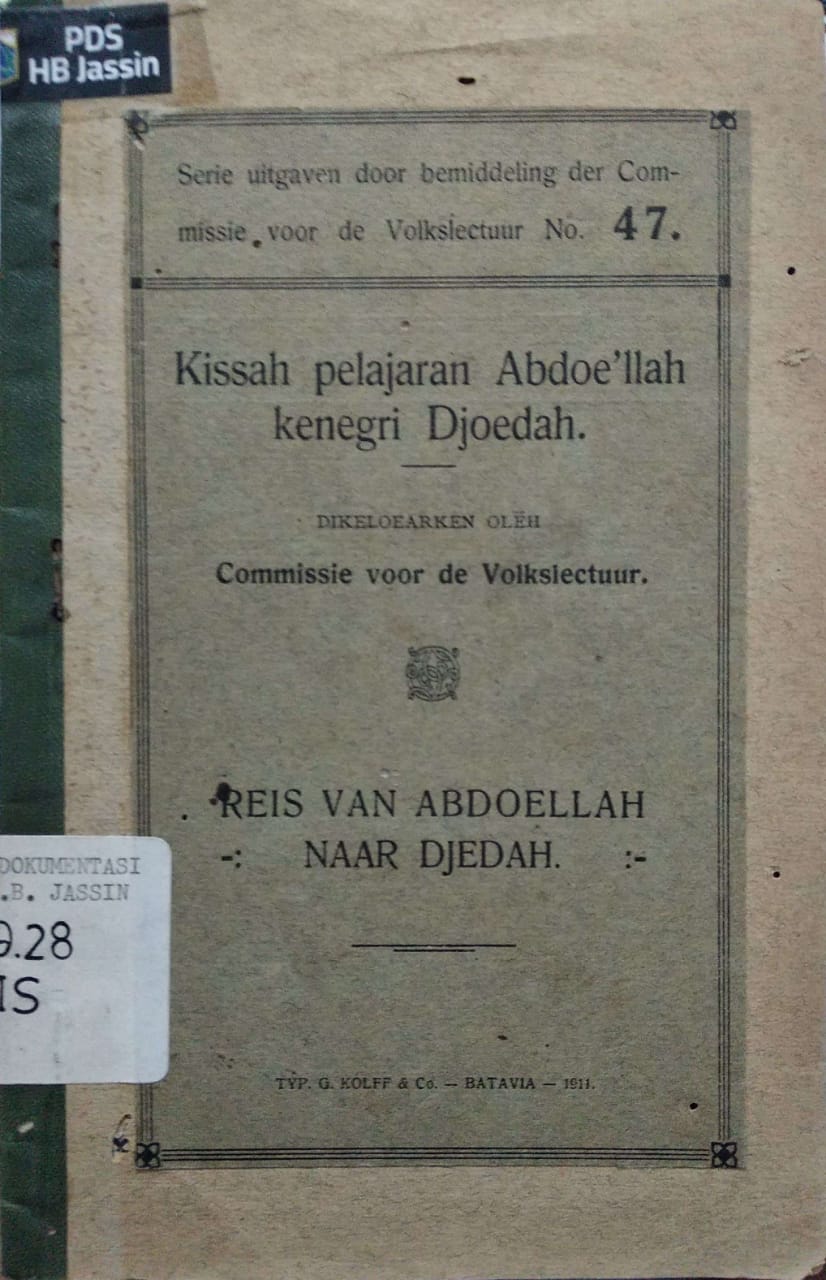 PDS
HB Jassin
Serie uitgaven door bemiddeling der Com-
missie voor de Volkslectuur No. 47.
Kissah pelajaran Abdoe'llah
kenegri Djoedah.
DIKELOEARKEN OLËH
Commissie voor de Volkslectuur.
REIS VAN ABDOELLAH
-: NAAR DJEDAH. :-
DOKUMENTASI
.B. JASSIN
.28
IS
TYP. G. KOLFF & Co. — BATAVIA — 1911.